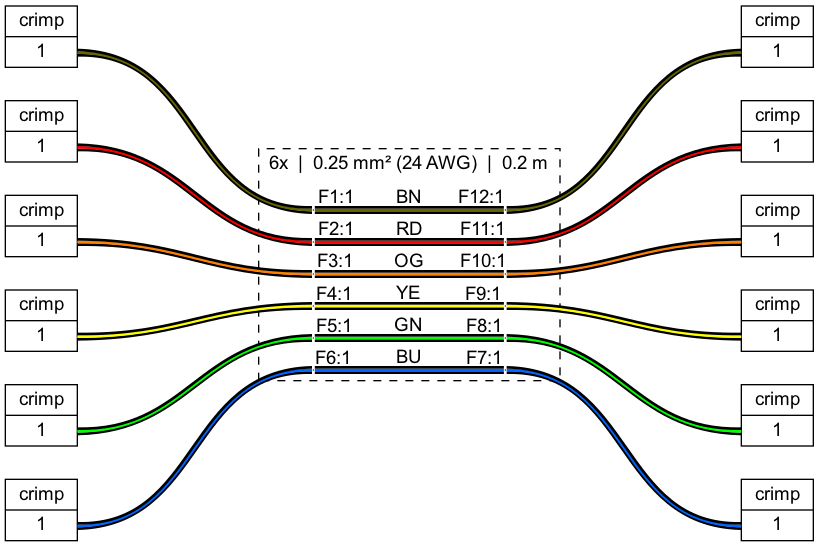 crimp
1
crimp
1
crimp
1
crimp
1
crimp
1
crimp
1
6x | 0.25 mm² (24 AWG) | 0.2 m
F1:1 BN F12:1
F2:1 RD F11:1
F3:1 OG F10:1
F4:1 YE F9:1
F5:1 GN F8:1
F6:1 BU F7:1
crimp
1
crimp
1
crimp
1
crimp
1
crimp
1
crimp
1